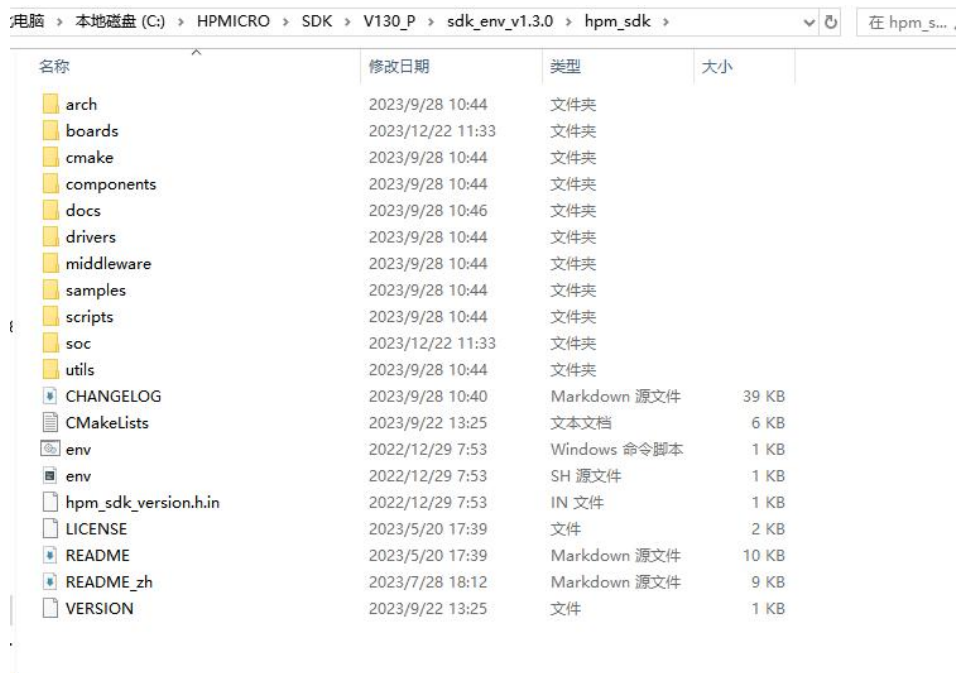 电脑 › 本地磁盘 (C:) › HPMICRO › SDK › V130_P › sdk_env_v1.3.0 › hpm_sdk › 在 hpm_s...
名称 修改日期 类型 大小
arch 2023/9/28 10:44 文件夹
boards 2023/12/22 11:33 文件夹
cmake 2023/9/28 10:44 文件夹
components 2023/9/28 10:44 文件夹
docs 2023/9/28 10:46 文件夹
drivers 2023/9/28 10:44 文件夹
middleware 2023/9/28 10:44 文件夹
samples 2023/9/28 10:44 文件夹
scripts 2023/9/28 10:44 文件夹
soc 2023/12/22 11:33 文件夹
utils 2023/9/28 10:44 文件夹
CHANGELOG 2023/9/28 10:40 Markdown 源文件 39 KB
CMakeLists 2023/9/22 13:25 文本文档 6 KB
env 2022/12/29 7:53 Windows 命令脚本 1 KB
env 2022/12/29 7:53 SH 源文件 1 KB
hpm_sdk_version.h.in 2022/12/29 7:53 IN 文件 1 KB
LICENSE 2023/5/20 17:39 文件 2 KB
README 2023/5/20 17:39 Markdown 源文件 10 KB
README_zh 2023/7/28 18:12 Markdown 源文件 9 KB
VERSION 2023/9/22 13:25 文件 1 KB